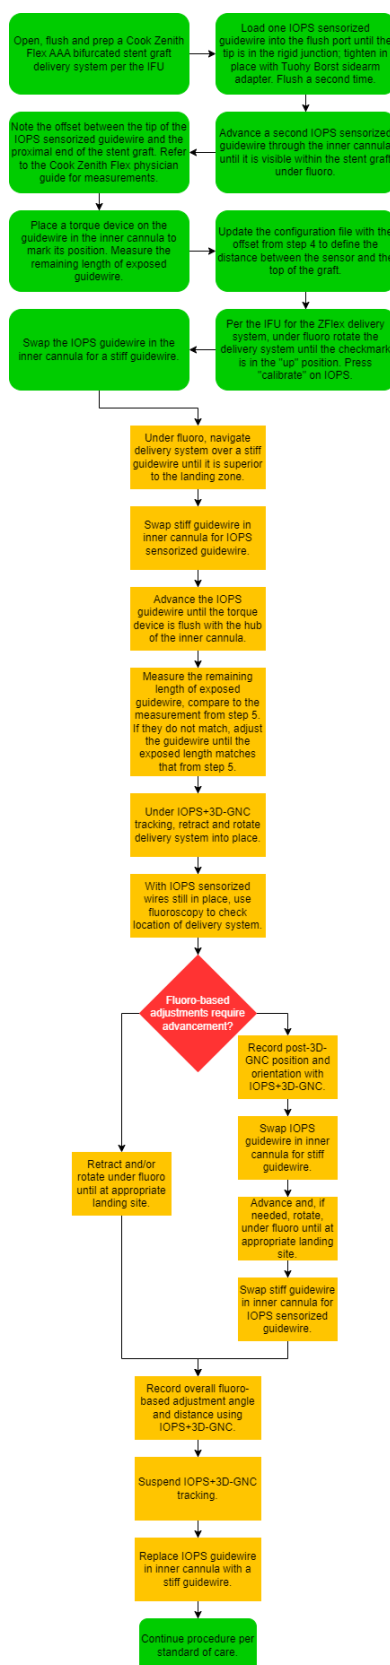 Open, flush and prep a Cook Zenith
Flex AAA bifurcated stent graft
delivery system per the IFU
Load one IOPS sensorized
guidewire into the flush port until the
tip is in the rigid junction; tighten in
place with Tuohy Borst sidearm
adapter. Flush a second time.
Advance a second IOPS sensorized
guidewire through the inner cannula
until it is visible within the stent graft
under fluoro.
Note the offset between the tip of the
IOPS sensorized guidewire and the
proximal end of the stent graft. Refer
to the Cook Zenith Flex physician
guide for measurements.
Place a torque device on the
guidewire in the inner cannula to
mark its position. Measure the
remaining length of exposed
guidewire.
Update the configuration file with the
offset from step 4 to define the
distance between the sensor and the
top of the graft.
Per the IFU for the ZFlex delivery
system, under fluoro rotate the
delivery system until the checkmark
is in the "up" position. Press
"calibrate" on IOPS.
Swap the IOPS guidewire in the
inner cannula for a stiff guidewire.
Under fluoro, navigate
delivery system over a stiff
guidewire until it is superior
to the landing zone.
Swap stiff guidewire in
inner cannula for IOPS
sensorized guidewire.
Advance the IOPS
guidewire until the torque
device is flush with the hub
of the inner cannula.
Measure the remaining
length of exposed
guidewire, compare to the
measurement from step 5.
If they do not match, adjust
the guidewire until the
exposed length matches
that from step 5.
Under IOPS+3D-GNC
tracking, retract and rotate
delivery system into place.
With IOPS sensorized
wires still in place, use
fluoroscopy to check
location of delivery system.
Fluoro-based
adjustments require
advancement?
Retract and/or
rotate under fluoro
until at appropriate
landing site.
Record post-3D-
GNC position and
orientation with
IOPS+3D-GNC.
Swap IOPS
guidewire in inner
cannula for stiff
guidewire.
Advance and, if
needed, rotate,
under fluoro until at
appropriate landing
site.
Swap stiff guidewire
in inner cannula for
IOPS sensorized
guidewire.
Record overall fluoro-
based adjustment angle
and distance using
IOPS+3D-GNC.
Suspend IOPS+3D-GNC
tracking.
Replace IOPS guidewire
in inner cannula with a
stiff guidewire.
Continue procedure per
standard of care.